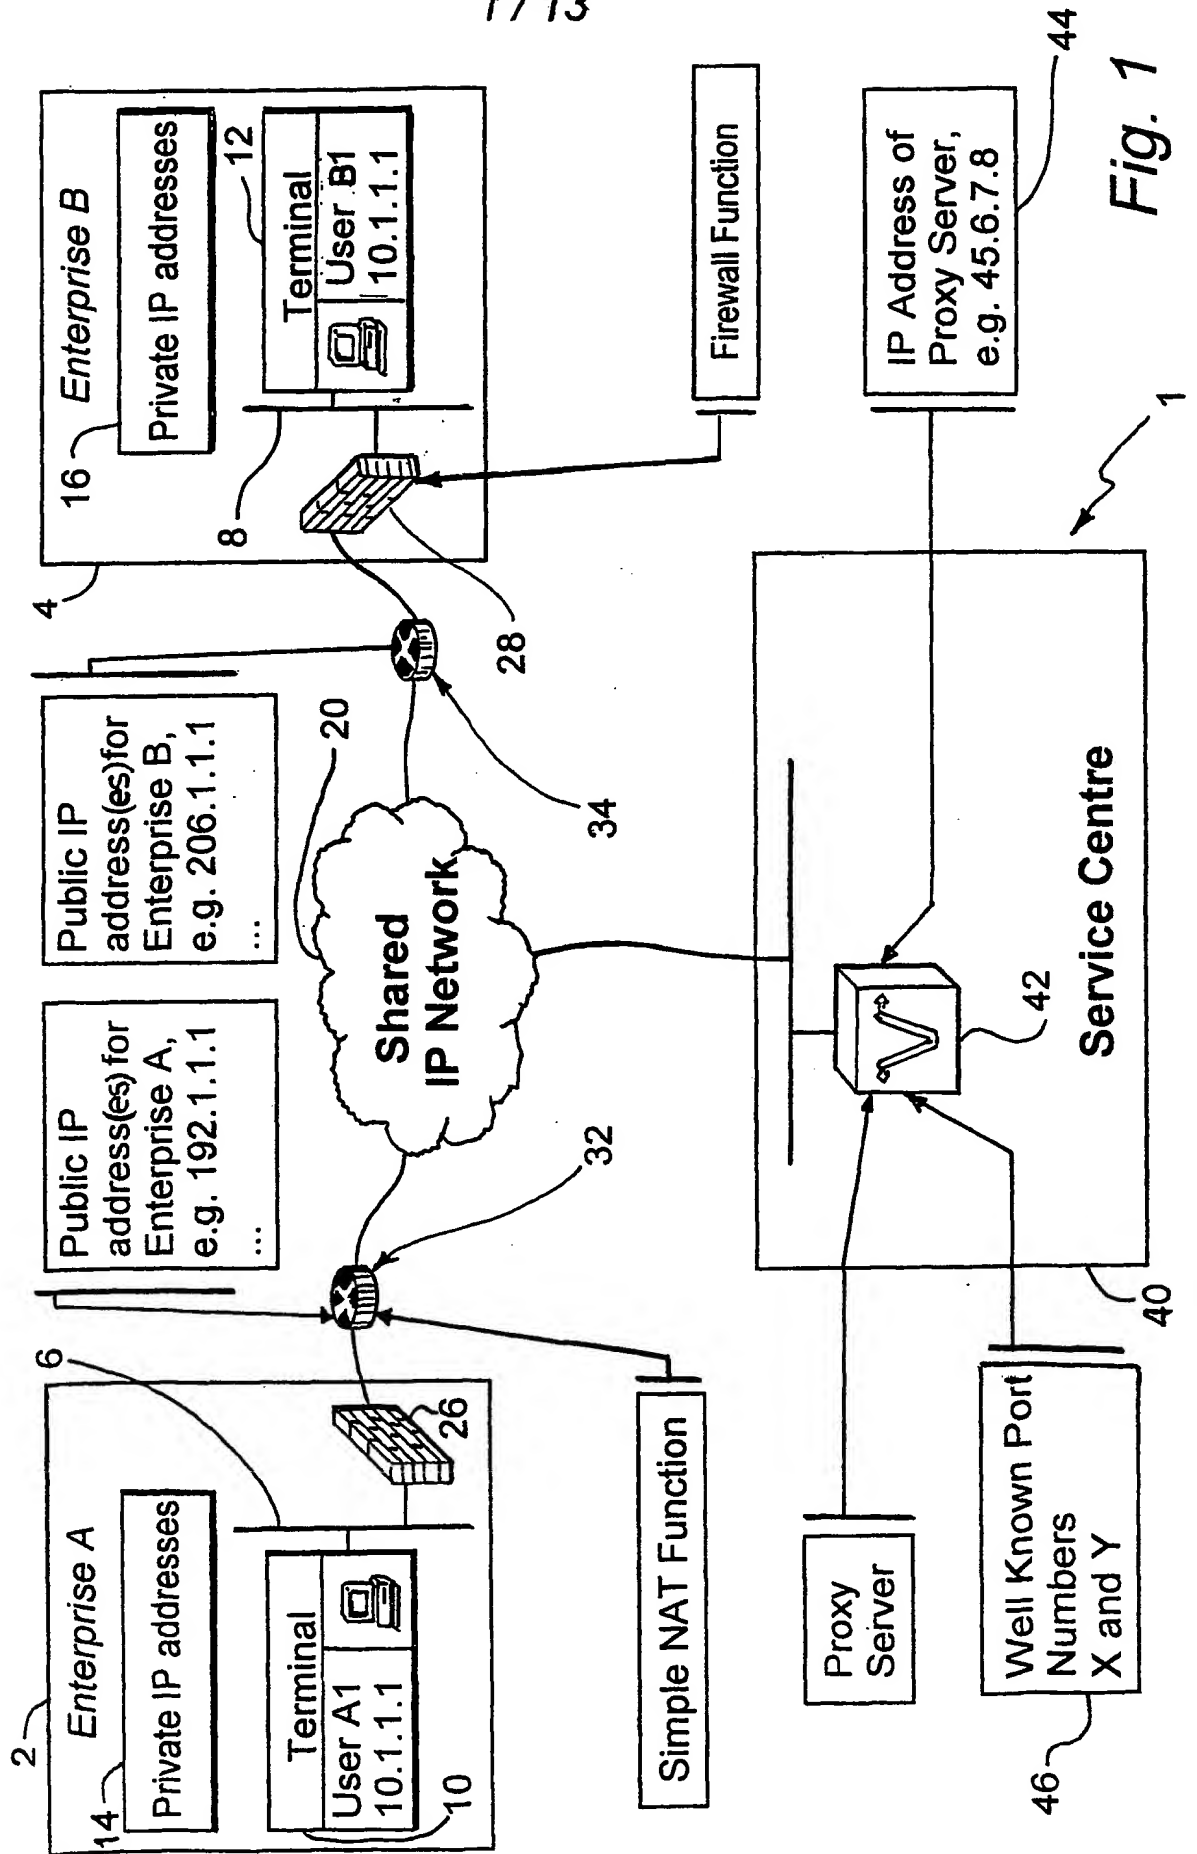 1/13
2
Enterprise A
14
Private IP addresses
Terminal
User A1
10.1.1.1
10
6
26
Public IP
address(es) for
Enterprise A,
e.g. 192.1.1.1
...
Public IP
address(es) for
Enterprise B,
e.g. 206.1.1.1
...
4
Enterprise B
16
Private IP addresses
Terminal
User B1
10.1.1.1
12
8
28
20
Shared
IP Network
32
34
Simple NAT Function
Firewall Function
Proxy
Server
Well Known Port
Numbers
X and Y
46
40
42
Service Centre
IP Address of
Proxy Server,
e.g. 45.6.7.8
44
1
Fig. 1